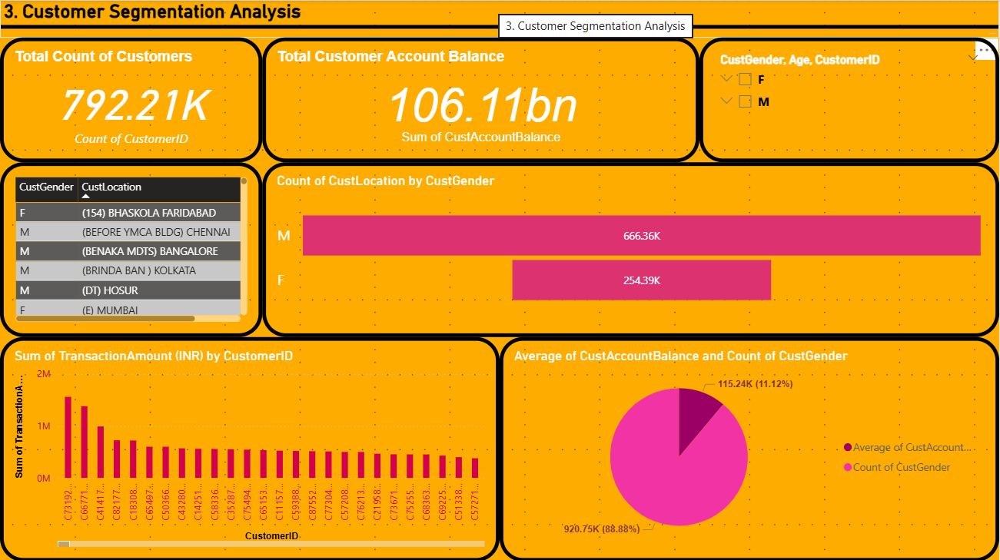 3. Customer Segmentation Analysis
3. Customer Segmentation Analysis
Total Count of Customers
792.21K
Count of CustomerID
Total Customer Account Balance
106.11bn
Sum of CustAccountBalance
CustGender, Age, CustomerID
F
M
CustGender CustLocation
F (154) BHASKOLA FARIDABAD
M (BEFORE YMCA BLDG) CHENNAI
M (BENAKA MDTS) BANGALORE
M (BRINDA BAN ) KOLKATA
M (DT) HOSUR
F (E) MUMBAI
Count of CustLocation by CustGender
M 666.36K
F 254.39K
Sum of TransactionAmount (INR) by CustomerID
Sum of TransactionA...
2M
1M
0M
C73192...
C66771...
C41417...
C82177...
C18308...
C65497...
C50366...
C43280...
C14251...
C58336...
C35287...
C75494...
C65153...
C11157...
C59388...
C87552...
C77304...
C57208...
C76213...
C21958...
C73671...
C75255...
C68363...
C69225...
C51338...
C57271...
CustomerID
Average of CustAccountBalance and Count of CustGender
115.24K (11.12%)
920.75K (88.88%)
Average of CustAccount...
Count of CustGender